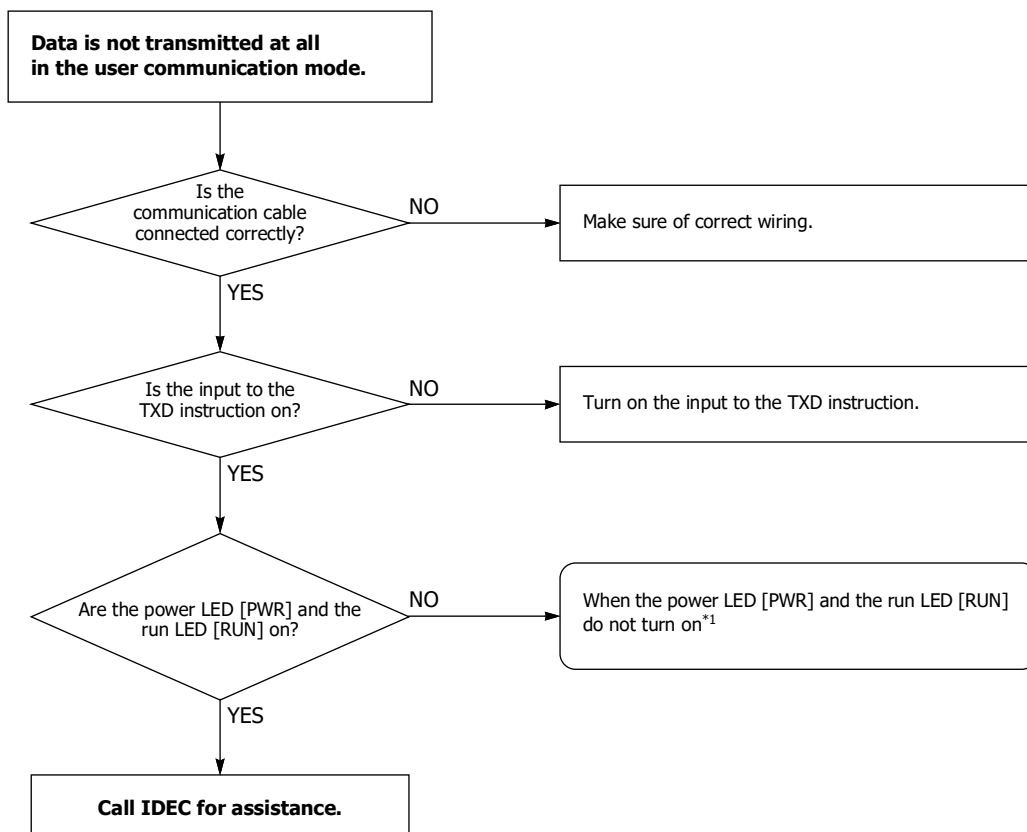 Data is not transmitted at all
in the user communication mode.
Is the
communication cable
connected correctly?
NO
Make sure of correct wiring.
YES
Is the input to the
TXD instruction on?
NO
Turn on the input to the TXD instruction.
YES
Are the power LED [PWR] and the
run LED [RUN] on?
NO
When the power LED [PWR] and the run LED [RUN]
do not turn on*1
YES
Call IDEC for assistance.